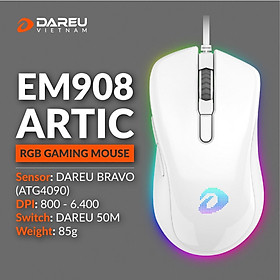 DAREU
VIETNAM
EM908
ARTIC
RGB GAMING MOUSE
Sensor: DAREU BRAVO
(ATG4090)
DPI: 800 - 6.400
Switch: DAREU 50M
Weight: 85g